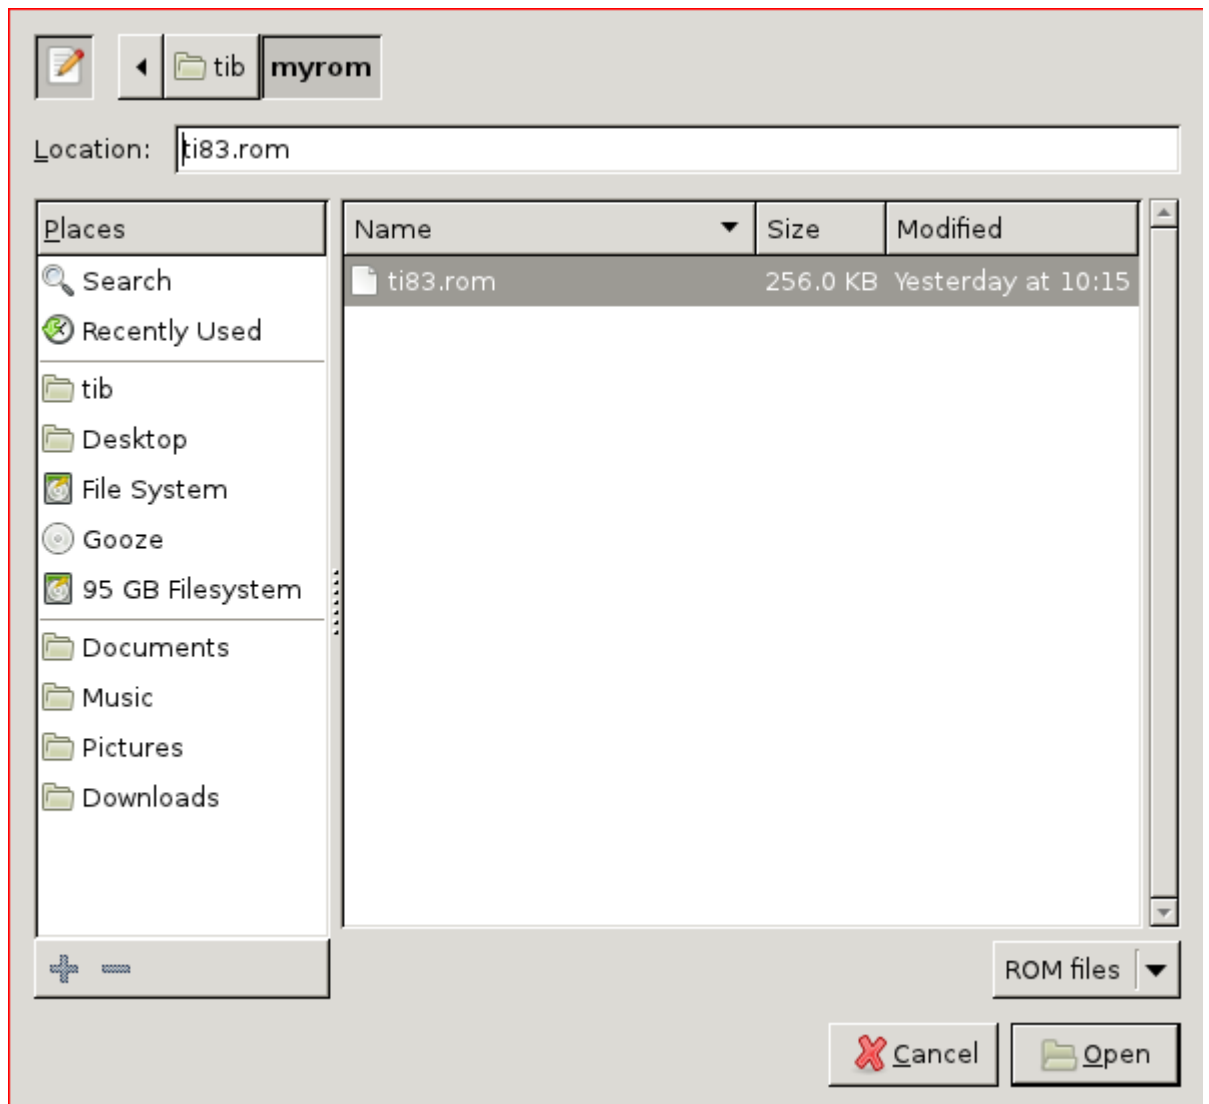 tib myrom
Location: ti83.rom
Places Name Size Modified
Search ti83.rom 256.0 KB Yesterday at 10:15
Recently Used
tib
Desktop
File System
Gooze
95 GB Filesystem
Documents
Music
Pictures
Downloads
ROM files
Cancel Open